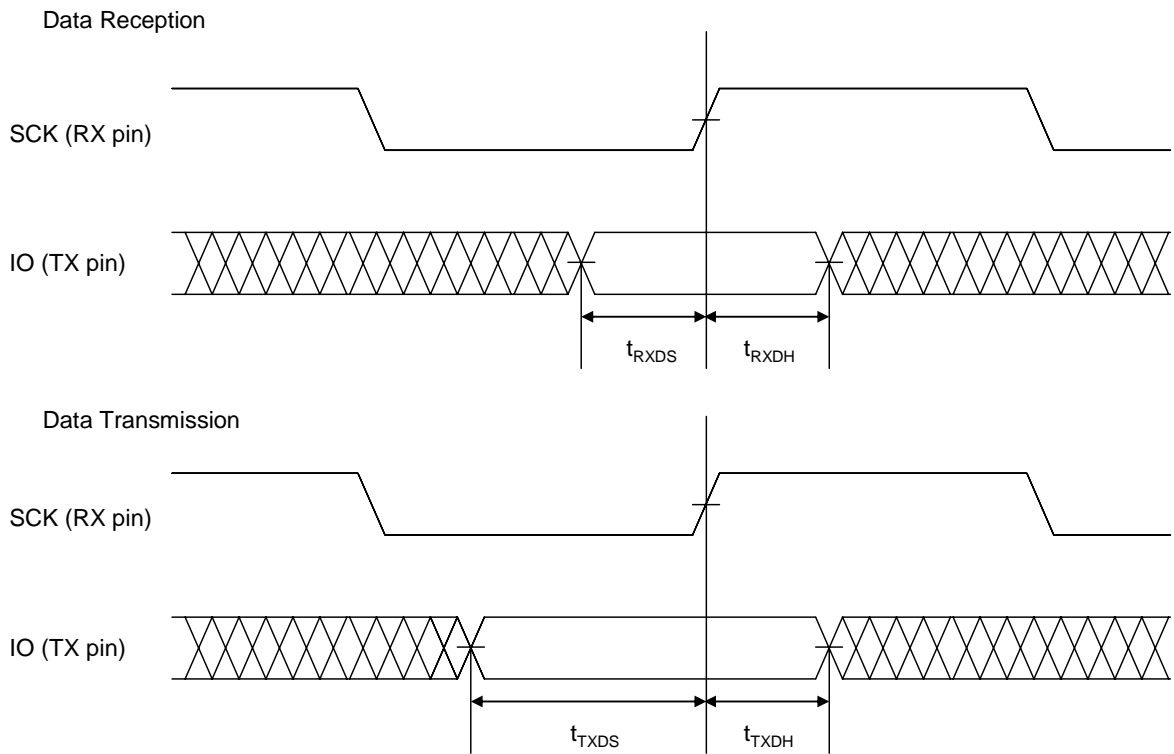 Data Reception
SCK (RX pin)
IO (TX pin)
tRXDS
tRXDH
Data Transmission
SCK (RX pin)
IO (TX pin)
tTXDS
tTXDH